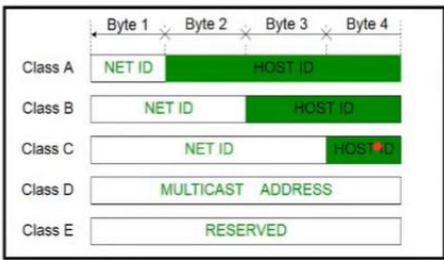 Byte 1 Byte 2 Byte 3 Byte 4
Class A NET ID HOST ID
Class B NET ID HOST ID
Class C NET ID HOST ID
Class D MULTICAST ADDRESS
Class E RESERVED